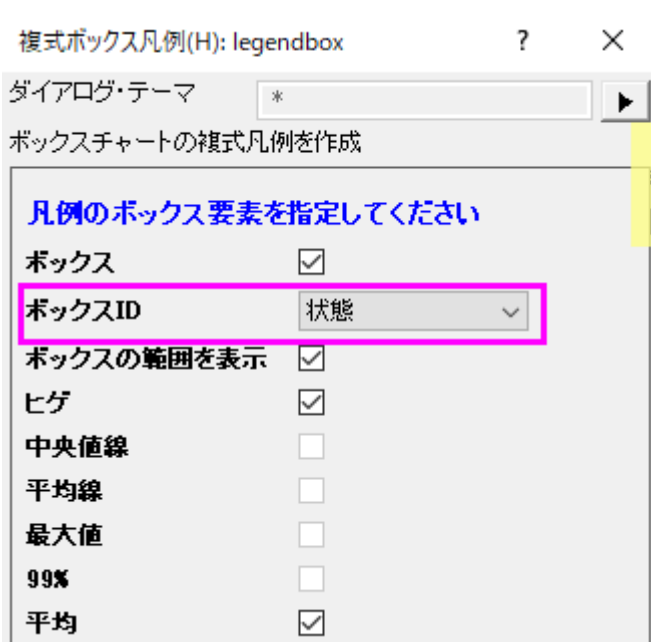 複式ボックス凡例(H): legendbox ? ×
ダイアログ・テーマ *
ボックスチャートの複式凡例を作成
凡例のボックス要素を指定してください
ボックス
ボックスID 状態
ボックスの範囲を表示
ヒゲ
中央値線
平均線
最大値
99%
平均